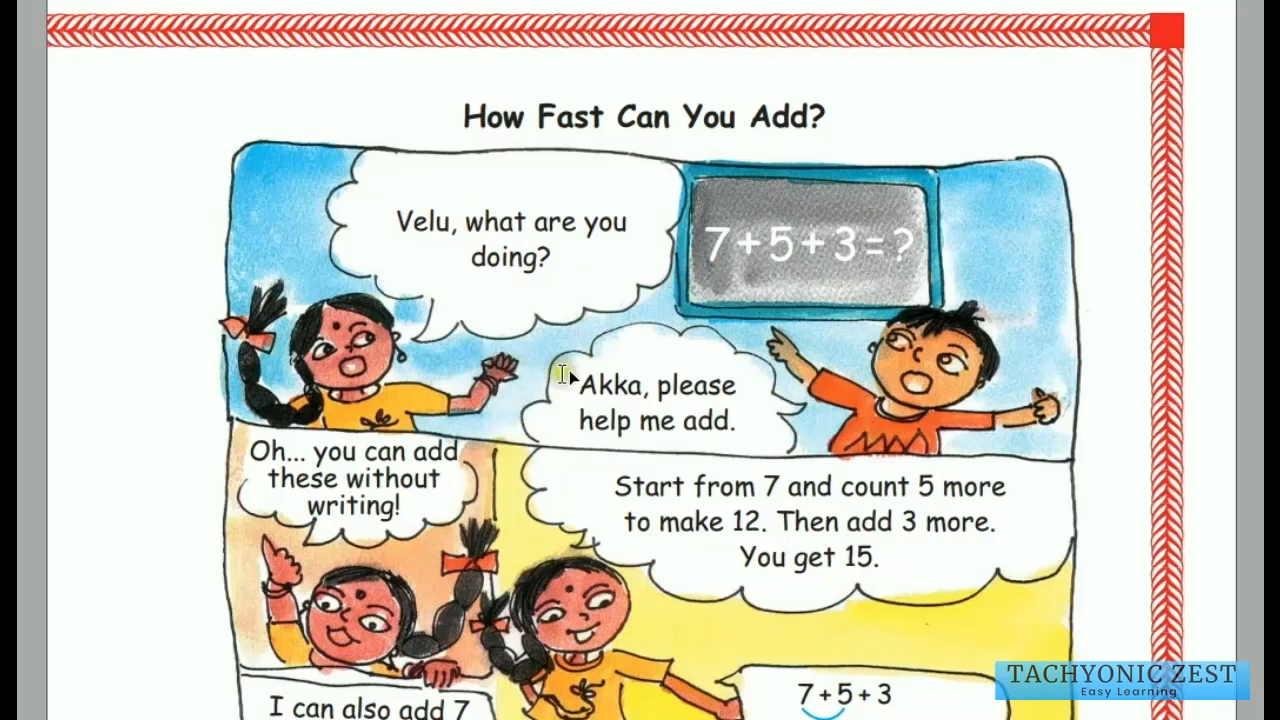 How Fast Can You Add?
Velu, what are you
doing?
7+5+3=?
Akka, please
help me add.
Oh... you can add
these without
writing!
Start from 7 and count 5 more
to make 12. Then add 3 more.
You get 15.
I can also add 7
7+5+3
TACHYONIC ZEST
Easy Learning